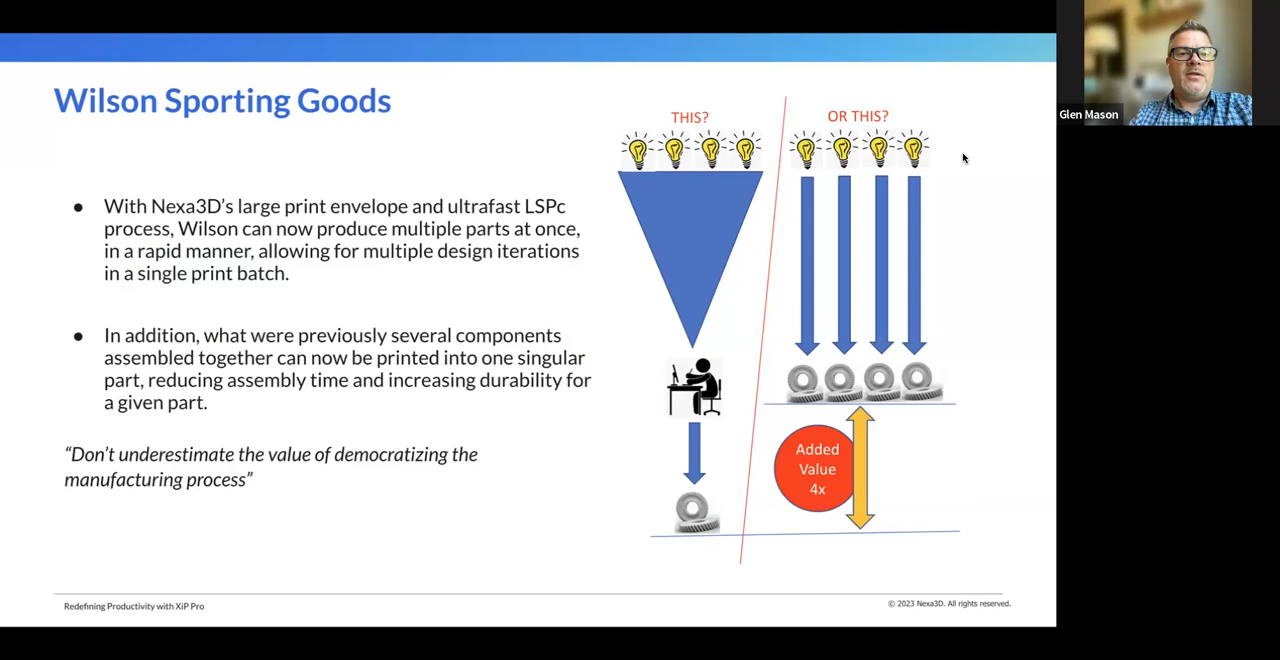 Wilson Sporting Goods
THIS?
OR THIS?
● With Nexa3D’s large print envelope and ultrafast LSPc
process, Wilson can now produce multiple parts at once,
in a rapid manner, allowing for multiple design iterations
in a single print batch.
● In addition, what were previously several components
assembled together can now be printed into one singular
part, reducing assembly time and increasing durability for
a given part.
“Don’t underestimate the value of democratizing the
manufacturing process”
Added
Value
4x
Redefining Productivity with XiP Pro
© 2023 Nexa3D. All rights reserved.
Glen Mason